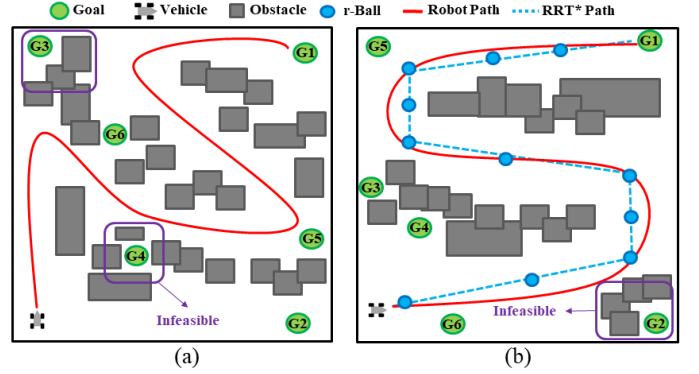 Goal Vehicle Obstacle r-Ball Robot Path RRT* Path
G3
G1
G6
G5
G4
Infeasible
G2
(a)
G5
G1
G3
G4
Infeasible
G6
G2
(b)